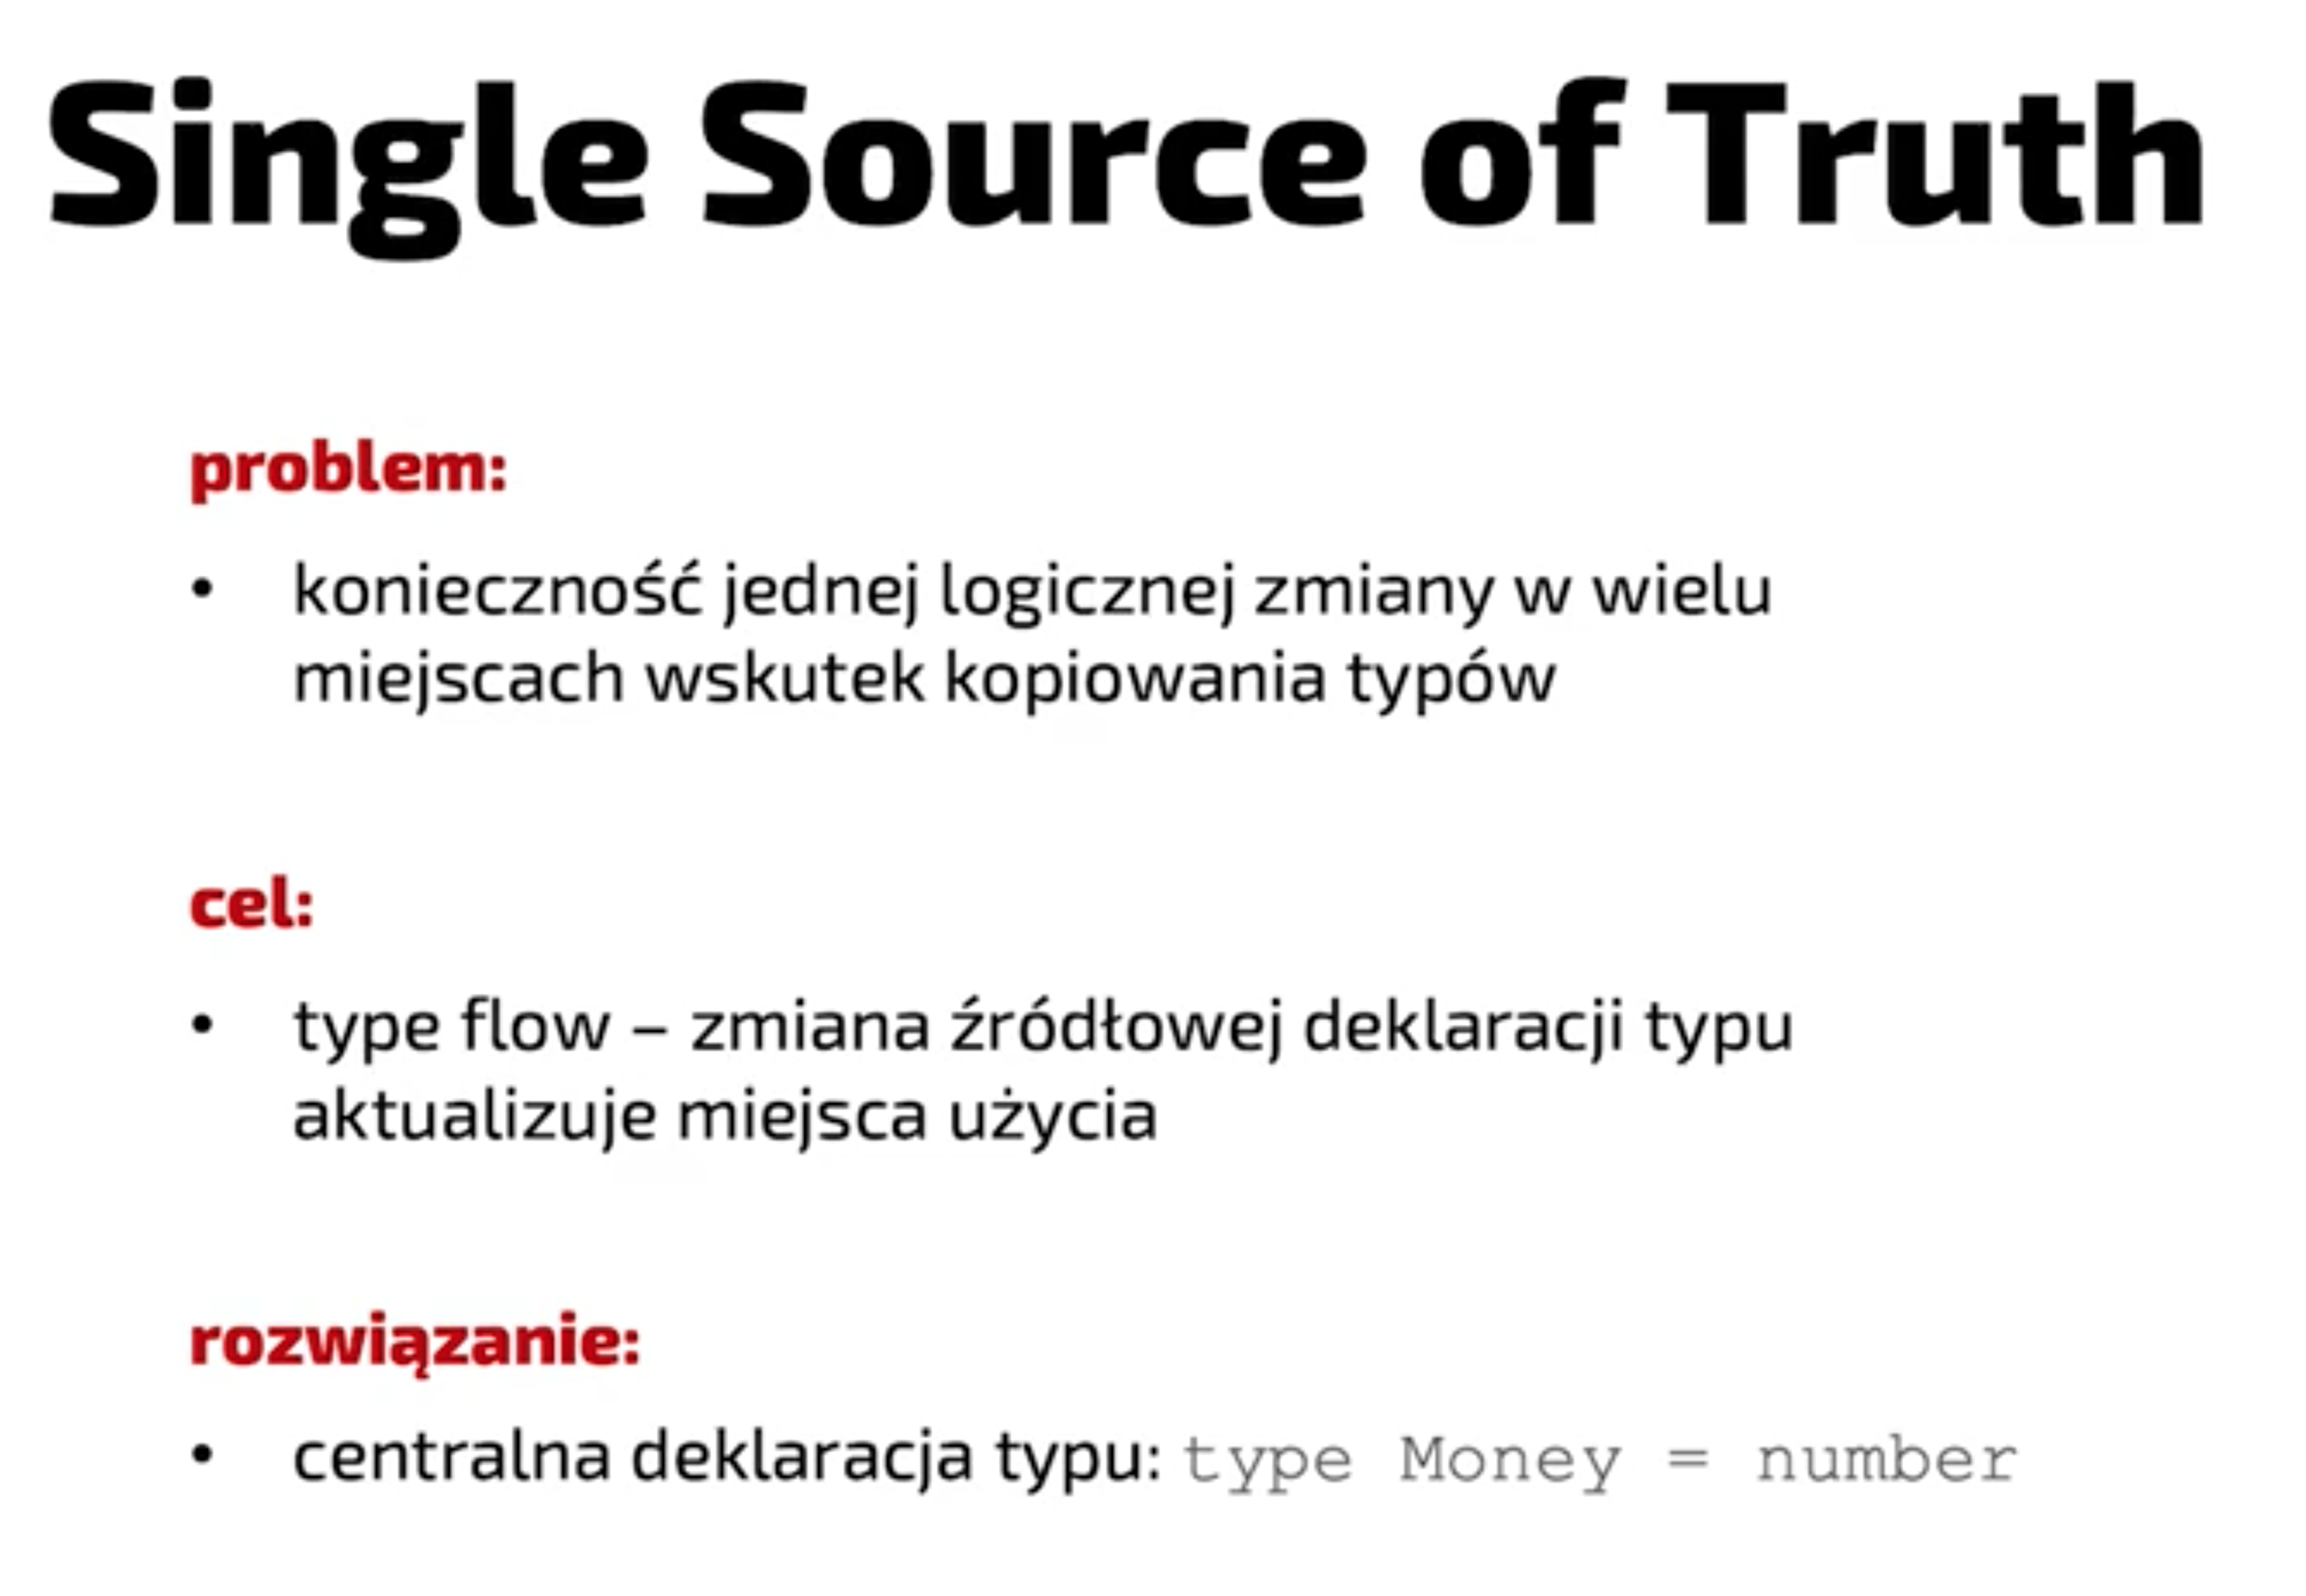 Single Source of Truth
problem:
• konieczność jednej logicznej zmiany w wielu
miejscach wskutek kopiowania typów
cel:
• type flow – zmiana źródłowej deklaracji typu
aktualizuje miejsca użycia
rozwiązanie:
• centralna deklaracja typu: type Money = number